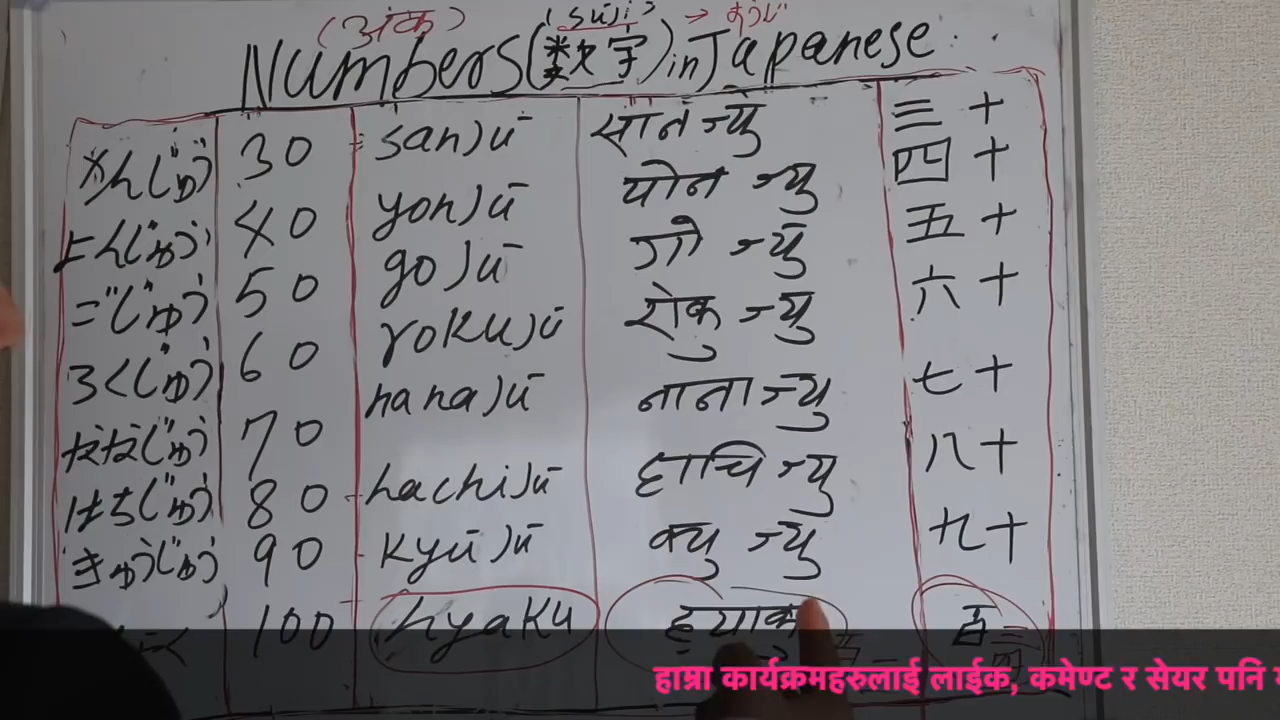 (अंक) (sūji) → すうじ
Numbers (数字) in Japanese
さんじゅう 30 = sanjū सान ज्यु 三十
よんじゅう 40 yonjū योन ज्यु 四十
ごじゅう 50 gojū गो ज्यु 五十
ろくじゅう 60 rokujū रोकु ज्यु 六十
ななじゅう 70 nanajū नाना ज्यु 七十
はちじゅう 80 - hachijū हाचि ज्यु 八十
きゅうじゅう 90 kyūjū क्यु ज्यु 九十
100 hyaku हयाकु 百
हाम्रा कार्यक्रमहरुलाई लाईक, कमेण्ट र सेयर पनि